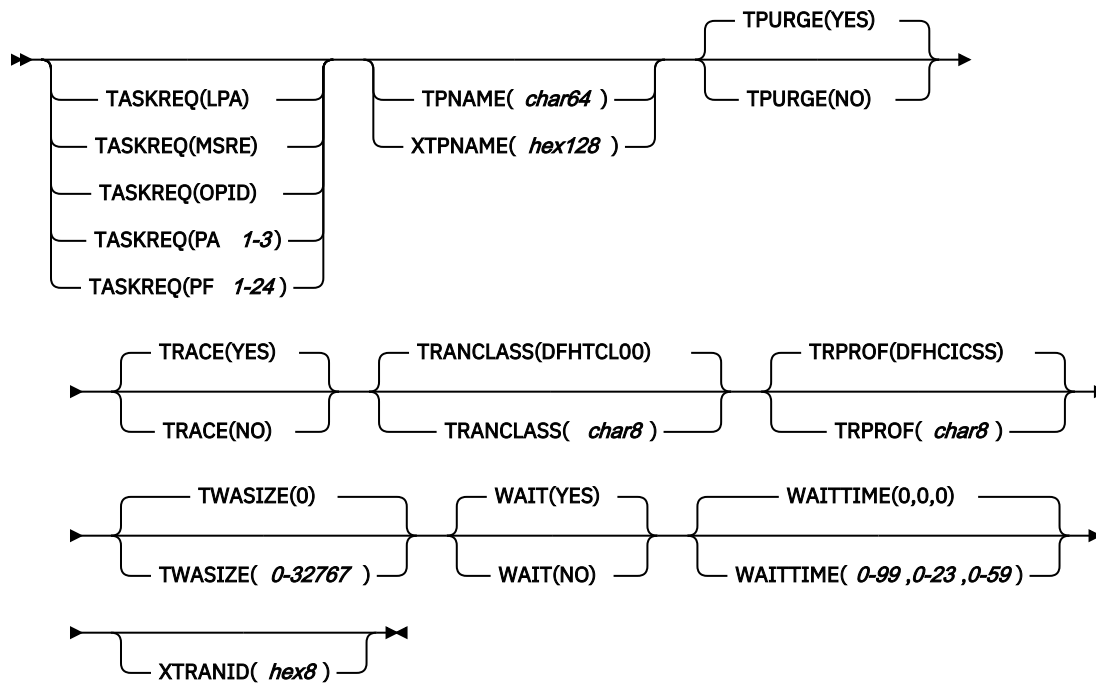 TPURGE(YES)
TASKREQ(LPA) TPNAME( char64 ) TPURGE(NO)
TASKREQ(MSRE) XTPNAME( hex128 )
TASKREQ(OPID)
TASKREQ(PA 1-3)
TASKREQ(PF 1-24)
TRACE(YES) TRANCLASS(DFHTCL00) TRPROF(DFHCICSS)
TRACE(NO) TRANCLASS( char8 ) TRPROF( char8 )
TWASIZE(0) WAIT(YES) WAITTIME(0,0,0)
TWASIZE( 0-32767 ) WAIT(NO) WAITTIME( 0-99 ,0-23 ,0-59 )
XTRANID( hex8 )